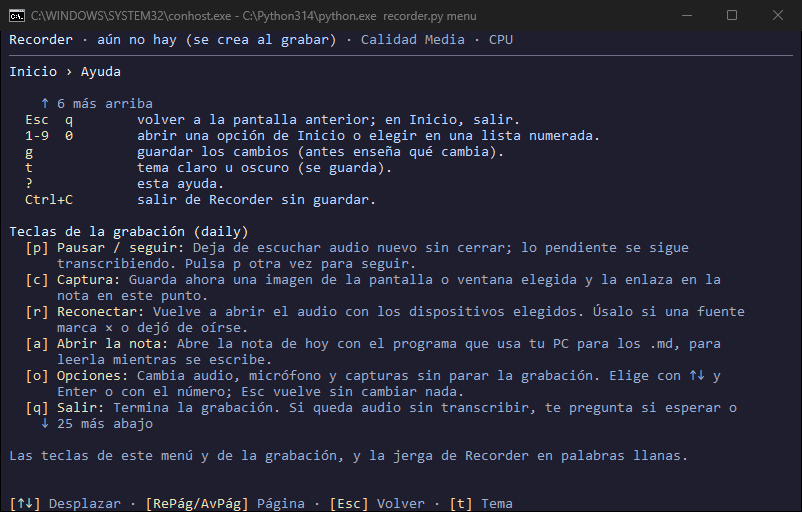 C:\WINDOWS\SYSTEM32\conhost.exe - C:\Python314\python.exe  recorder.py menu
Recorder · aún no hay (se crea al grabar) · Calidad Media · CPU
Inicio › Ayuda
↑ 6 más arriba
Esc  q        volver a la pantalla anterior; en Inicio, salir.
1-9  0        abrir una opción de Inicio o elegir en una lista numerada.
g             guardar los cambios (antes enseña qué cambia).
t             tema claro u oscuro (se guarda).
?             esta ayuda.
Ctrl+C        salir de Recorder sin guardar.
Teclas de la grabación (daily)
[p] Pausar / seguir: Deja de escuchar audio nuevo sin cerrar; lo pendiente se sigue
transcribiendo. Pulsa p otra vez para seguir.
[c] Captura: Guarda ahora una imagen de la pantalla o ventana elegida y la enlaza en la
nota en este punto.
[r] Reconectar: Vuelve a abrir el audio con los dispositivos elegidos. Úsalo si una fuente
marca × o dejó de oírse.
[a] Abrir la nota: Abre la nota de hoy con el programa que usa tu PC para los .md, para
leerla mientras se escribe.
[o] Opciones: Cambia audio, micrófono y capturas sin parar la grabación. Elige con ↑↓ y
Enter o con el número; Esc vuelve sin cambiar nada.
[q] Salir: Termina la grabación. Si queda audio sin transcribir, te pregunta si esperar o
↓ 25 más abajo
Las teclas de este menú y de la grabación, y la jerga de Recorder en palabras llanas.
[↑↓] Desplazar · [RePág/AvPág] Página · [Esc] Volver · [t] Tema